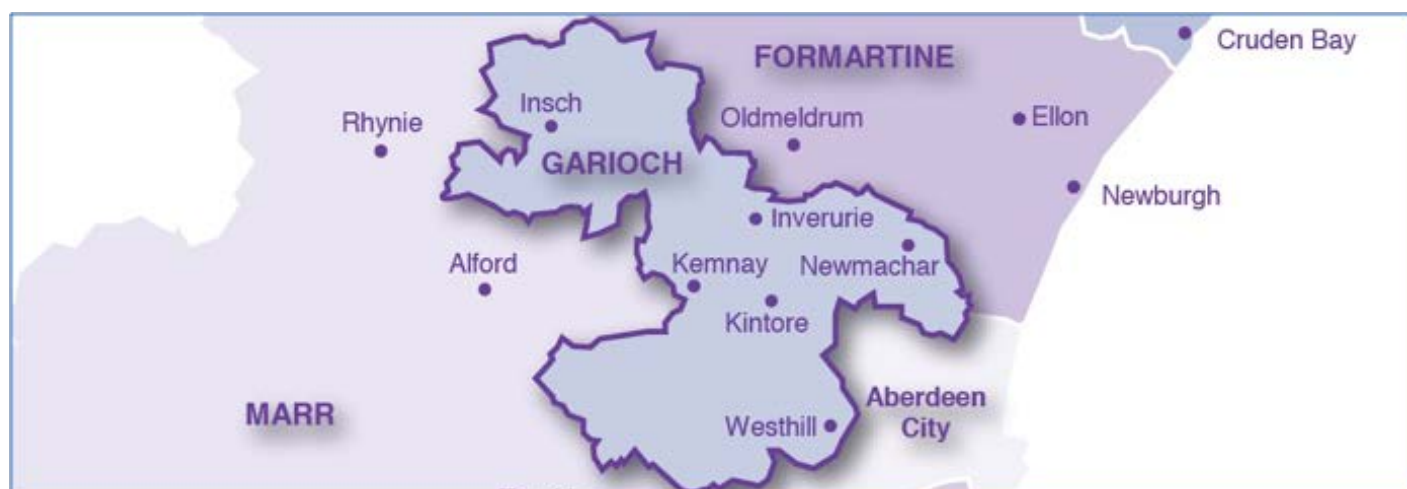 FORMARTINE
Cruden Bay
Insch
Oldmeldrum
Ellon
Rhynie
GARIOCH
Newburgh
Inverurie
Alford
Kemnay
Newmachar
Kintore
MARR
Aberdeen
City
Westhill